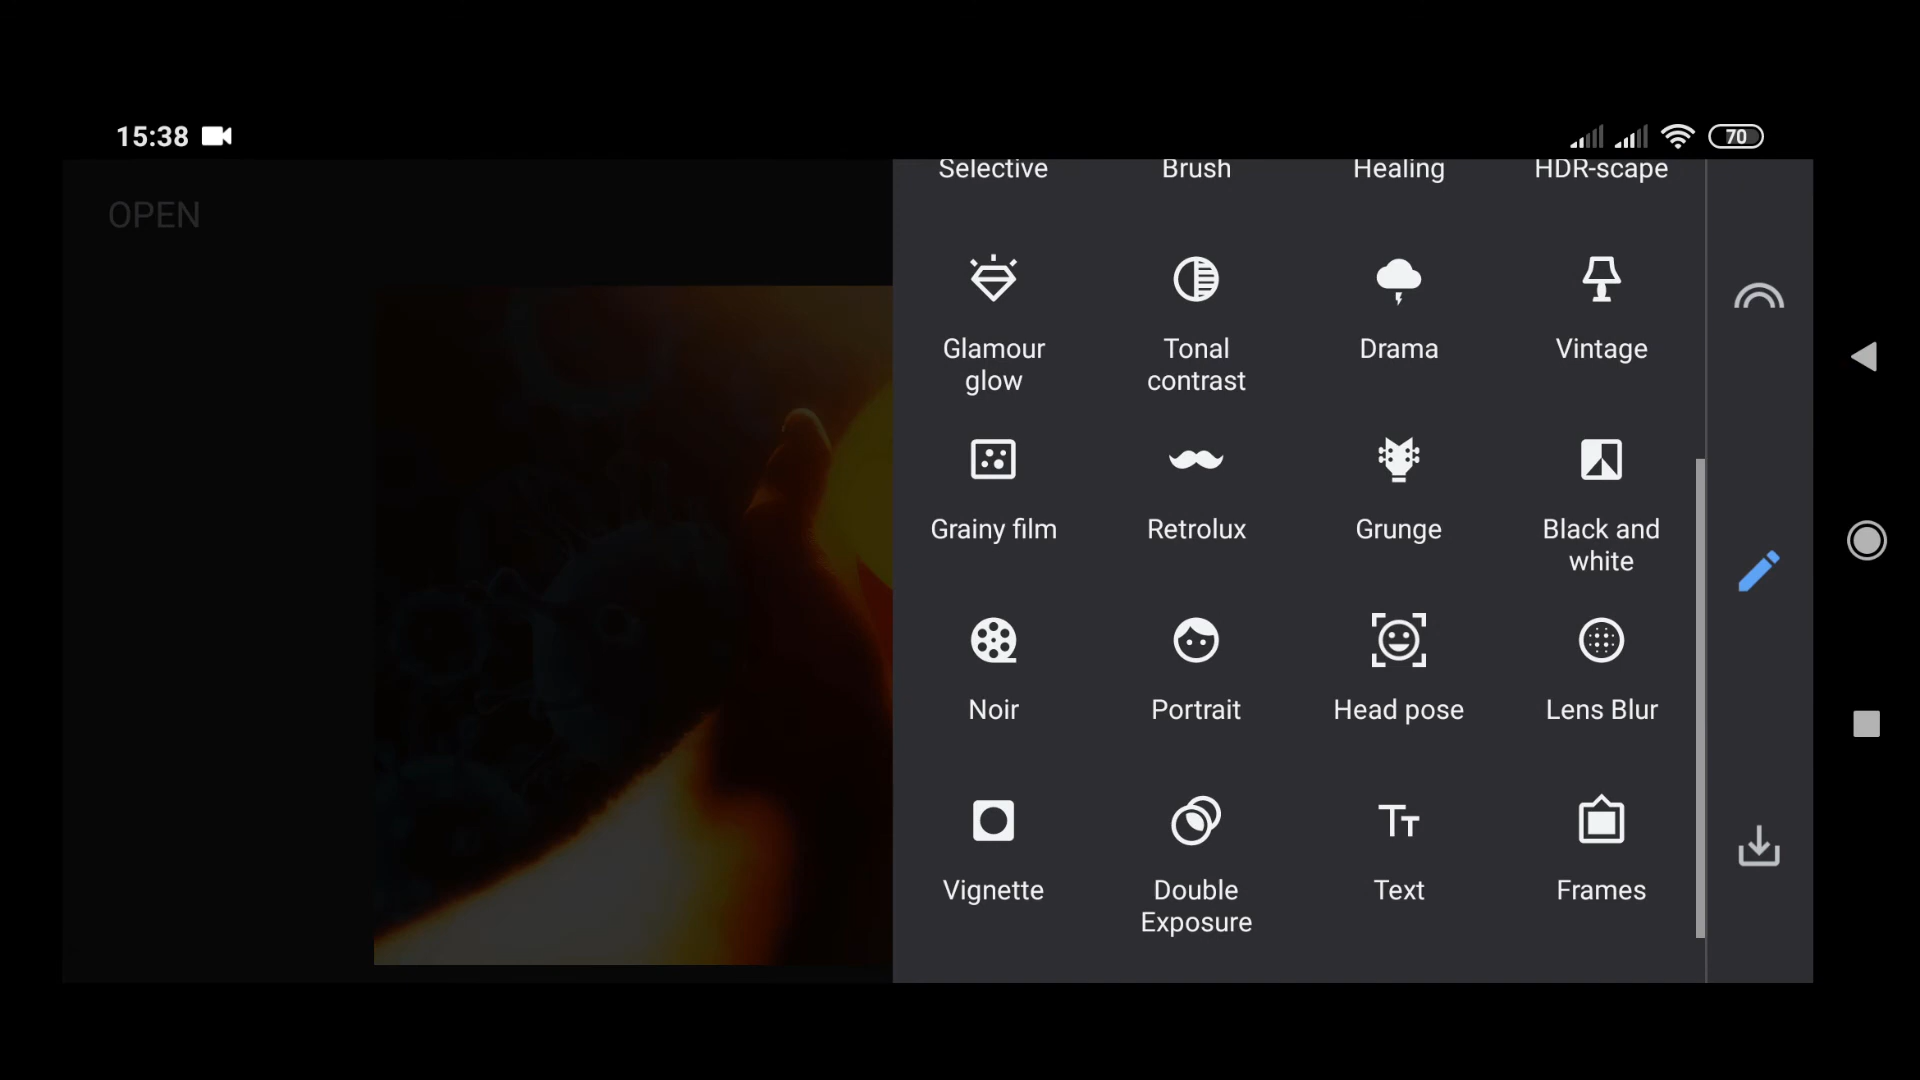 15:38
70
OPEN
Selective
Brush
Healing
HDR-scape
Glamour
glow
Tonal
contrast
Drama
Vintage
Grainy film
Retrolux
Grunge
Black and
white
Noir
Portrait
Head pose
Lens Blur
Vignette
Double
Exposure
Text
Frames